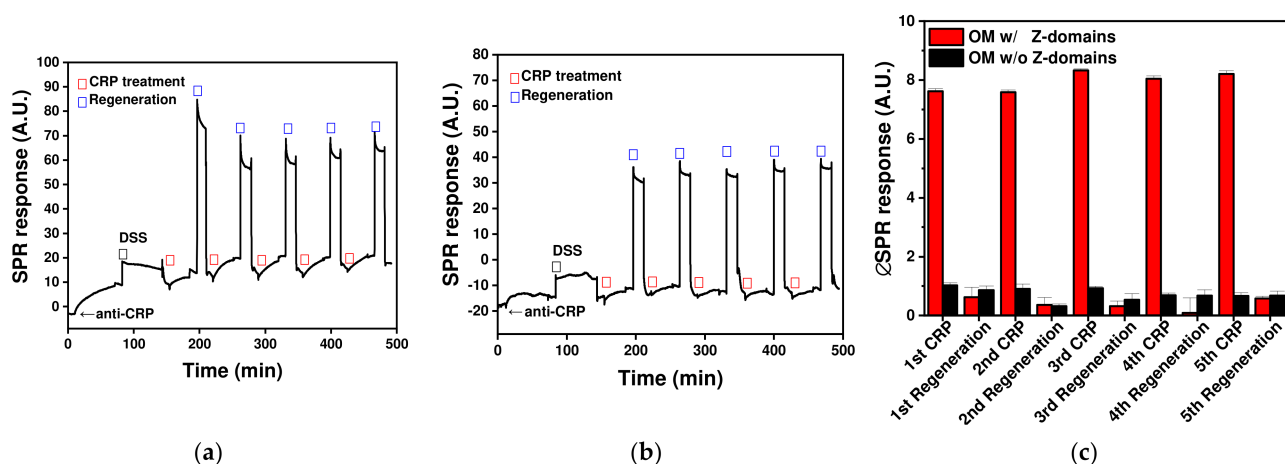 100
90
80
70
60
50
40
30
20
10
0
SPR response (A.U.)
CRP treatment
Regeneration
DSS
←anti-CRP
0 100 200 300 400 500
Time (min)
(a)
80
70
60
50
40
30
20
10
0
-10
-20
SPR response (A.U.)
CRP treatment
Regeneration
DSS
←anti-CRP
0 100 200 300 400 500
Time (min)
(b)
10
8
6
4
2
0
∅SPR response (A.U.)
OM w/ Z-domains
OM w/o Z-domains
1st CRP
1st Regeneration
2nd CRP
2nd Regeneration
3rd CRP
3rd Regeneration
4th CRP
4th Regeneration
5th CRP
5th Regeneration
(c)